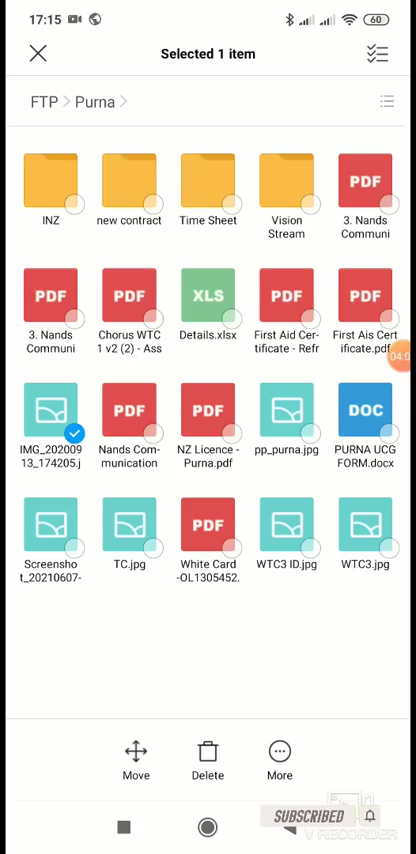 17:15
60
Selected 1 item
FTP > Purna >
INZ
new contract
Time Sheet
Vision
Stream
PDF
3. Nands
Communi
PDF
3. Nands
Communi
PDF
Chorus WTC
1 v2 (2) - Ass
XLS
Details.xlsx
PDF
First Aid Cer-
tificate - Refr
PDF
First Ais Cert
ificate.pdf
04:0
IMG_202009
13_174205.j
PDF
Nands Com-
munication
PDF
NZ Licence -
Purna.pdf
pp_purna.jpg
DOC
PURNA UCG
FORM.docx
Screensho
t_20210607-
TC.jpg
PDF
White Card
-OL1305452.
WTC3 ID.jpg
WTC3.jpg
Move
Delete
More
SUBSCRIBED
V RECORDER